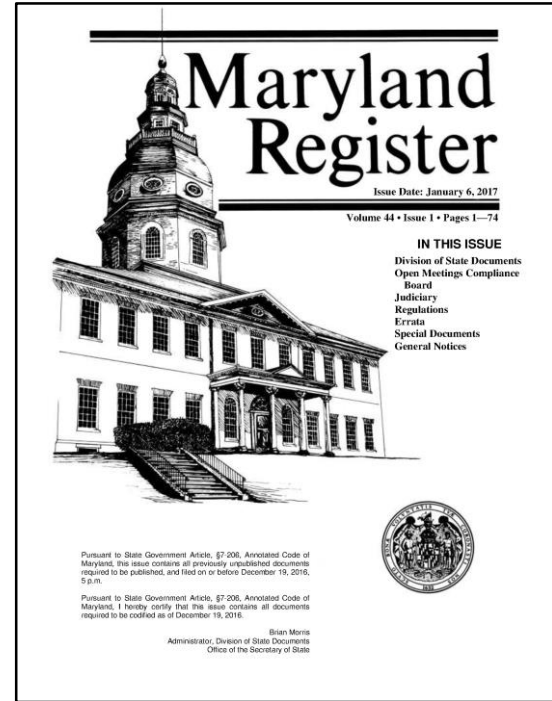 Maryland
Register
Issue Date: January 6, 2017
Volume 44 • Issue 1 • Pages 1—74
IN THIS ISSUE
Division of State Documents
Open Meetings Compliance
Board
Judiciary
Regulations
Errata
Special Documents
General Notices
Pursuant to State Government Article, §7-206, Annotated Code of
Maryland, this issue contains all previously unpublished documents
required to be published, and filed on or before December 19, 2016,
5 p.m.
Pursuant to State Government Article, §7-206, Annotated Code of
Maryland, I hereby certify that this issue contains all documents
required to be codified as of December 19, 2016.
Brian Morris
Administrator, Division of State Documents
Office of the Secretary of State